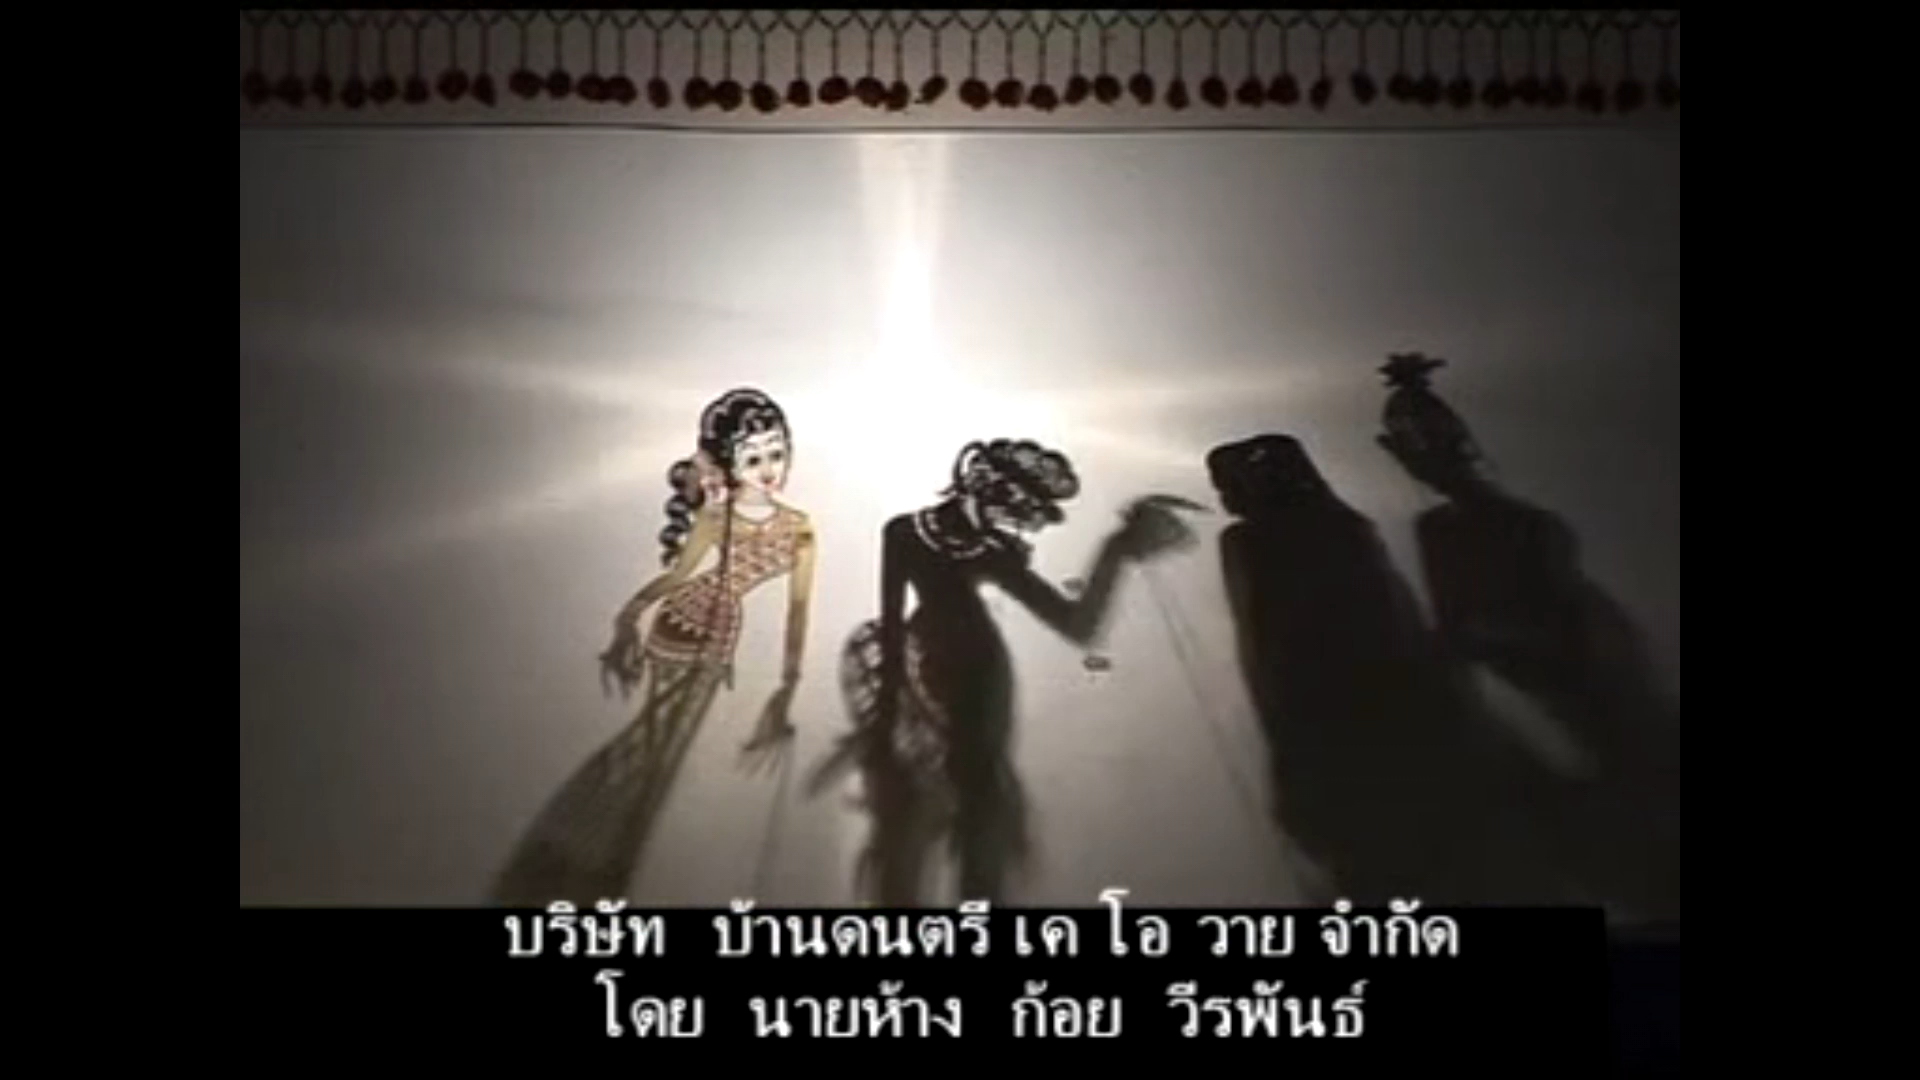 บริษัท บ้านดนตรี เค โอ วาย จำกัด
โดย นายห้าง ก้อย วีรพันธ์